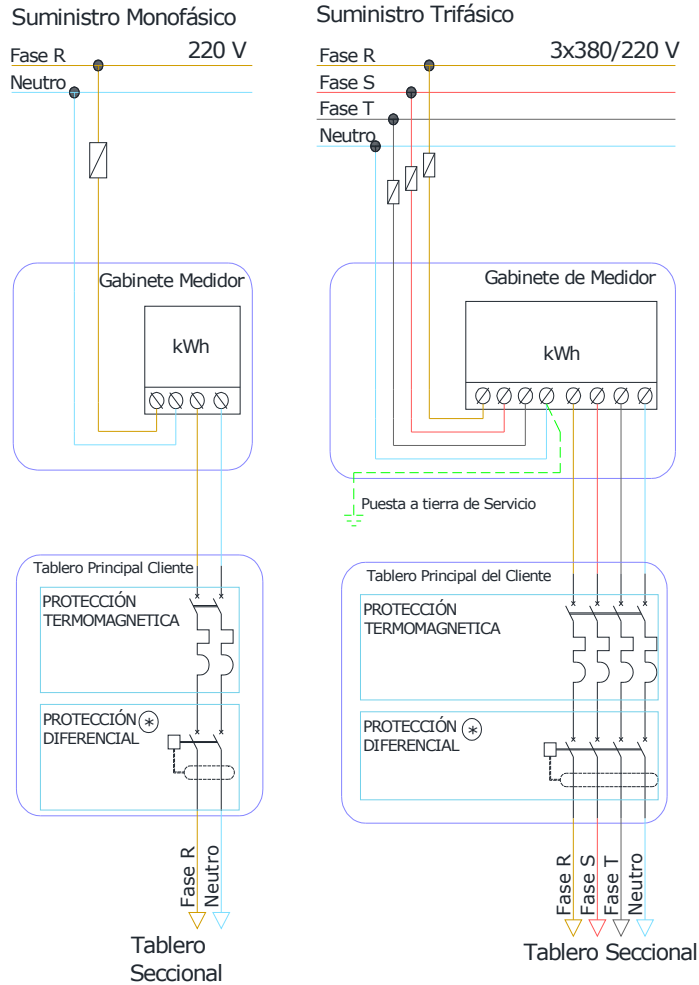 Suministro Monofásico
220 V
Fase R
Neutro
Gabinete Medidor
kWh
Tablero Principal Cliente
PROTECCIÓN
TERMOMAGNETICA
PROTECCIÓN *
DIFERENCIAL
Fase R
Neutro
Tablero
Seccional
Suministro Trifásico
Fase R
3x380/220 V
Fase S
Fase T
Neutro
Gabinete de Medidor
kWh
Puesta a tierra de Servicio
Tablero Principal del Cliente
PROTECCIÓN
TERMOMAGNETICA
PROTECCIÓN *
DIFERENCIAL
Fase R
Fase S
Fase T
Neutro
Tablero Seccional